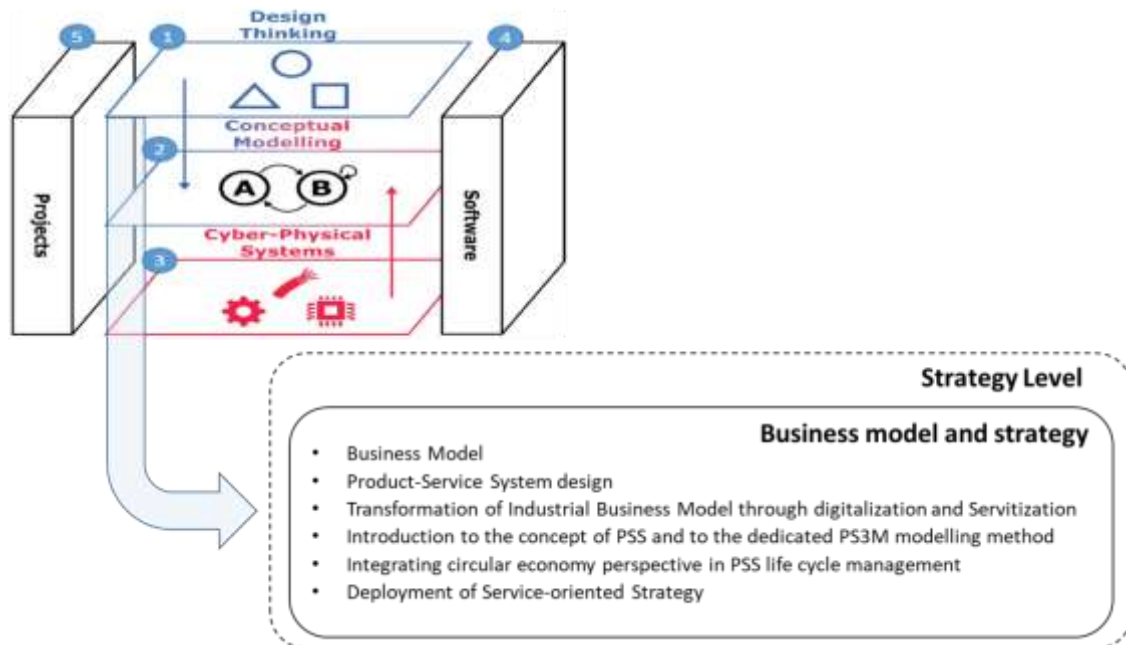 5
1
Design
Thinking
4
Conceptual
Modelling
2
A
B
Cyber-Physical
Systems
3
Projects
Software
Strategy Level
Business model and strategy
• Business Model
• Product-Service System design
• Transformation of Industrial Business Model through digitalization and Servitization
• Introduction to the concept of PSS and to the dedicated PS3M modelling method
• Integrating circular economy perspective in PSS life cycle management
• Deployment of Service-oriented Strategy